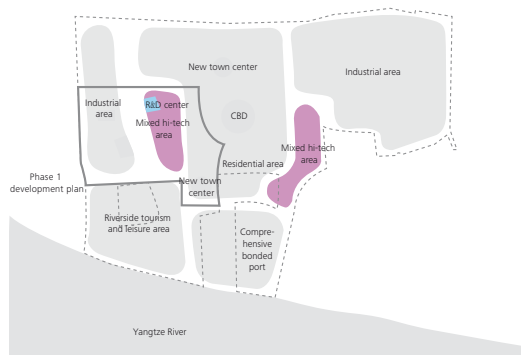 New town center
Industrial area
Industrial
area
R&D center
Mixed hi-tech
area
CBD
Mixed hi-tech
area
Residential area
Phase 1
development plan
New town
center
Riverside tourism
and leisure area
Compre-
hensive
bonded
port
Yangtze River